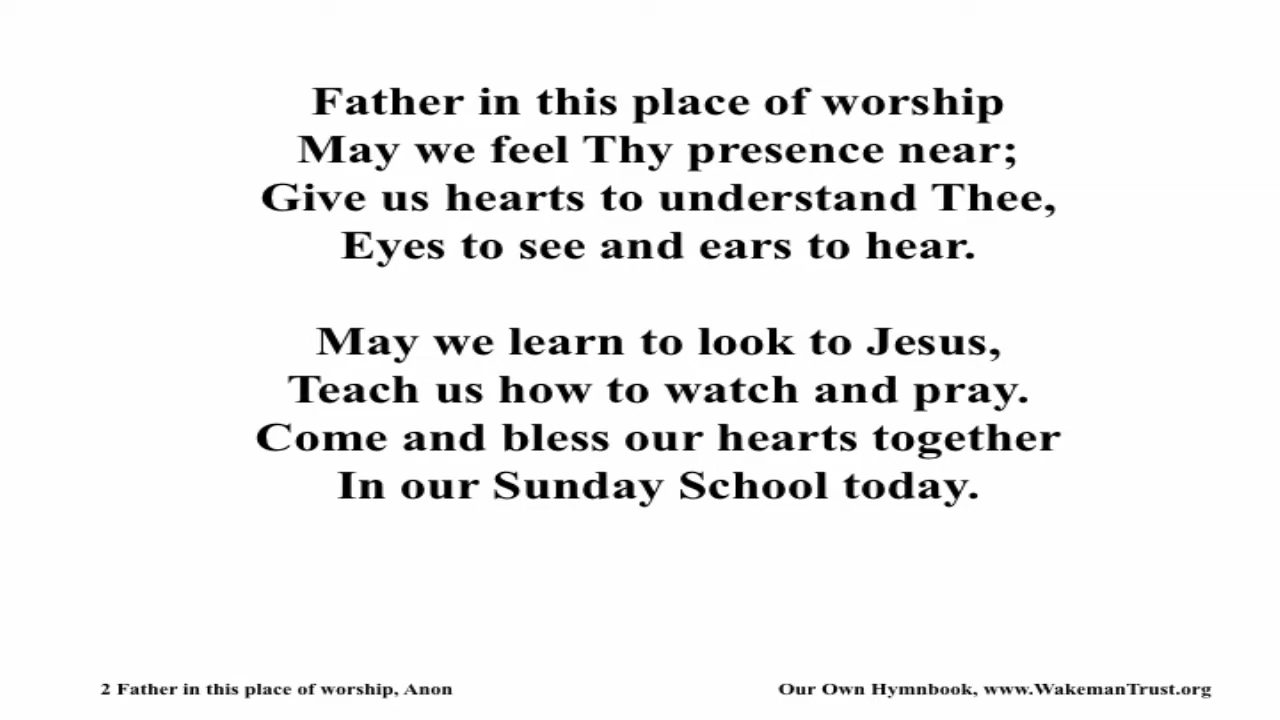 Father in this place of worship
May we feel Thy presence near;
Give us hearts to understand Thee,
Eyes to see and ears to hear.
May we learn to look to Jesus,
Teach us how to watch and pray.
Come and bless our hearts together
In our Sunday School today.
2 Father in this place of worship, Anon
Our Own Hymnbook, www.WakemanTrust.org